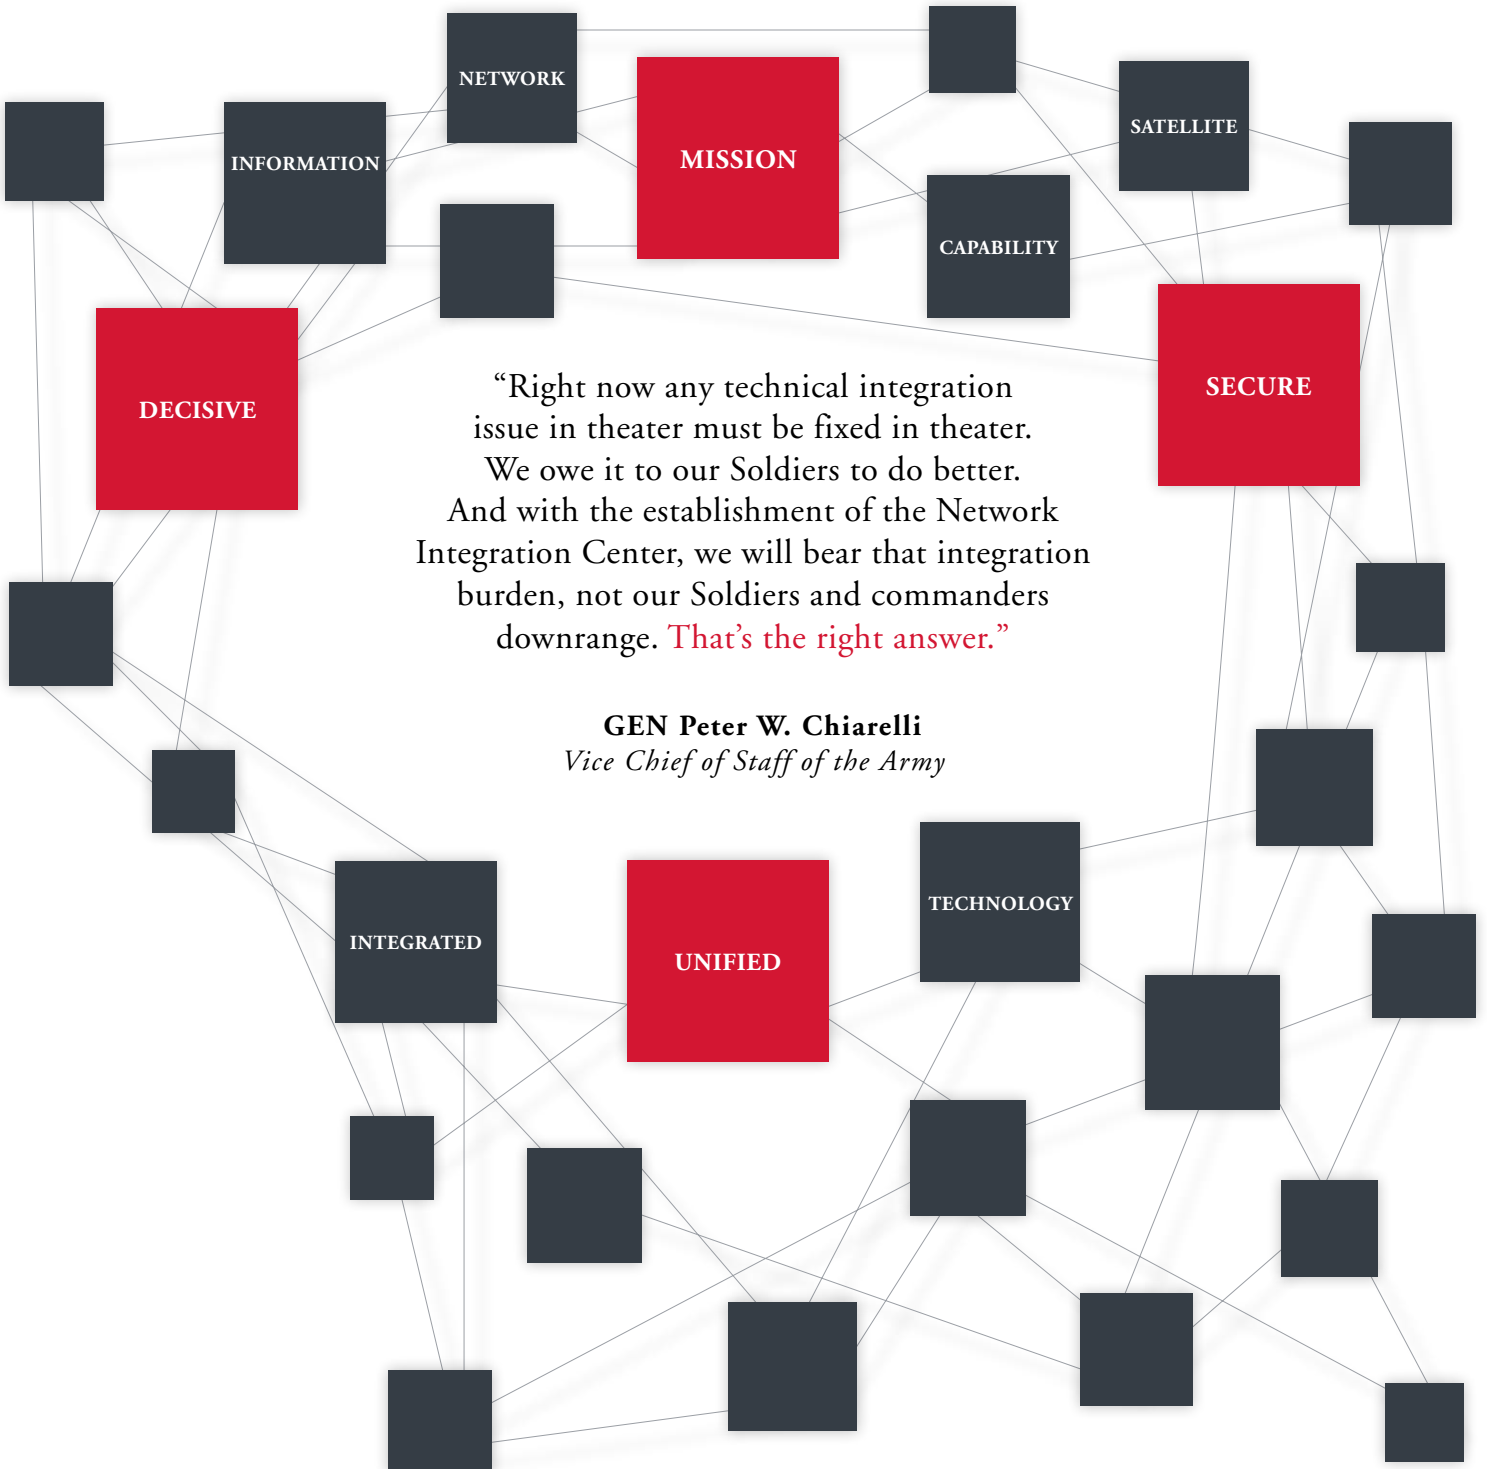 NETWORK
MISSION
SATELLITE
INFORMATION
CAPABILITY
DECISIVE
SECURE
“Right now any technical integration
issue in theater must be fixed in theater.
We owe it to our Soldiers to do better.
And with the establishment of the Network
Integration Center, we will bear that integration
burden, not our Soldiers and commanders
downrange. That’s the right answer.”
GEN Peter W. Chiarelli
Vice Chief of Staff of the Army
TECHNOLOGY
INTEGRATED
UNIFIED